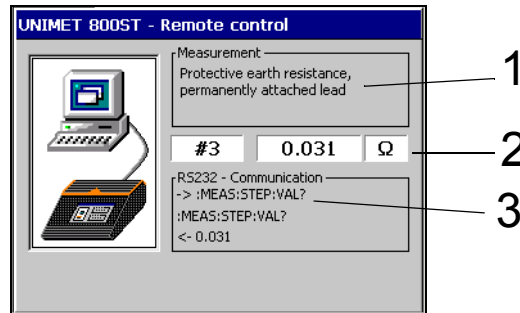 UNIMET 800ST - Remote control
Measurement
Protective earth resistance,
permanently attached lead
1
#3 0.031 Ω
2
RS232 - Communication
-> :MEAS:STEP:VAL?
3
:MEAS:STEP:VAL?
<- 0.031